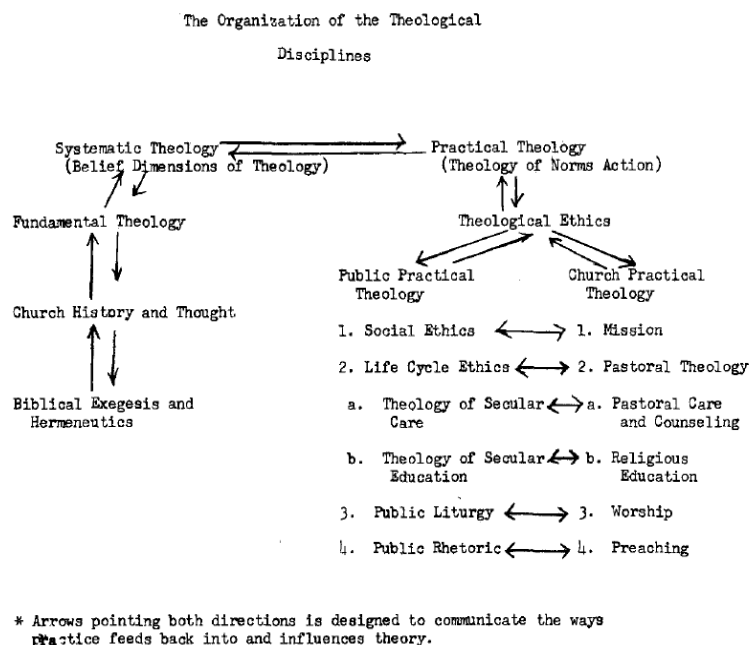 The Organization of the Theological
Disciplines
Systematic Theology
(Belief Dimensions of Theology)
Practical Theology
(Theology of Norms Action)
Fundamental Theology
Theological Ethics
Public Practical
Theology
Church Practical
Theology
Church History and Thought
1. Social Ethics
1. Mission
2. Life Cycle Ethics
2. Pastoral Theology
Biblical Exegesis and
Hermeneutics
a. Theology of Secular
Care
a. Pastoral Care
and Counseling
b. Theology of Secular
Education
b. Religious
Education
3. Public Liturgy
3. Worship
4. Public Rhetoric
4. Preaching
* Arrows pointing both directions is designed to communicate the ways
practice feeds back into and influences theory.